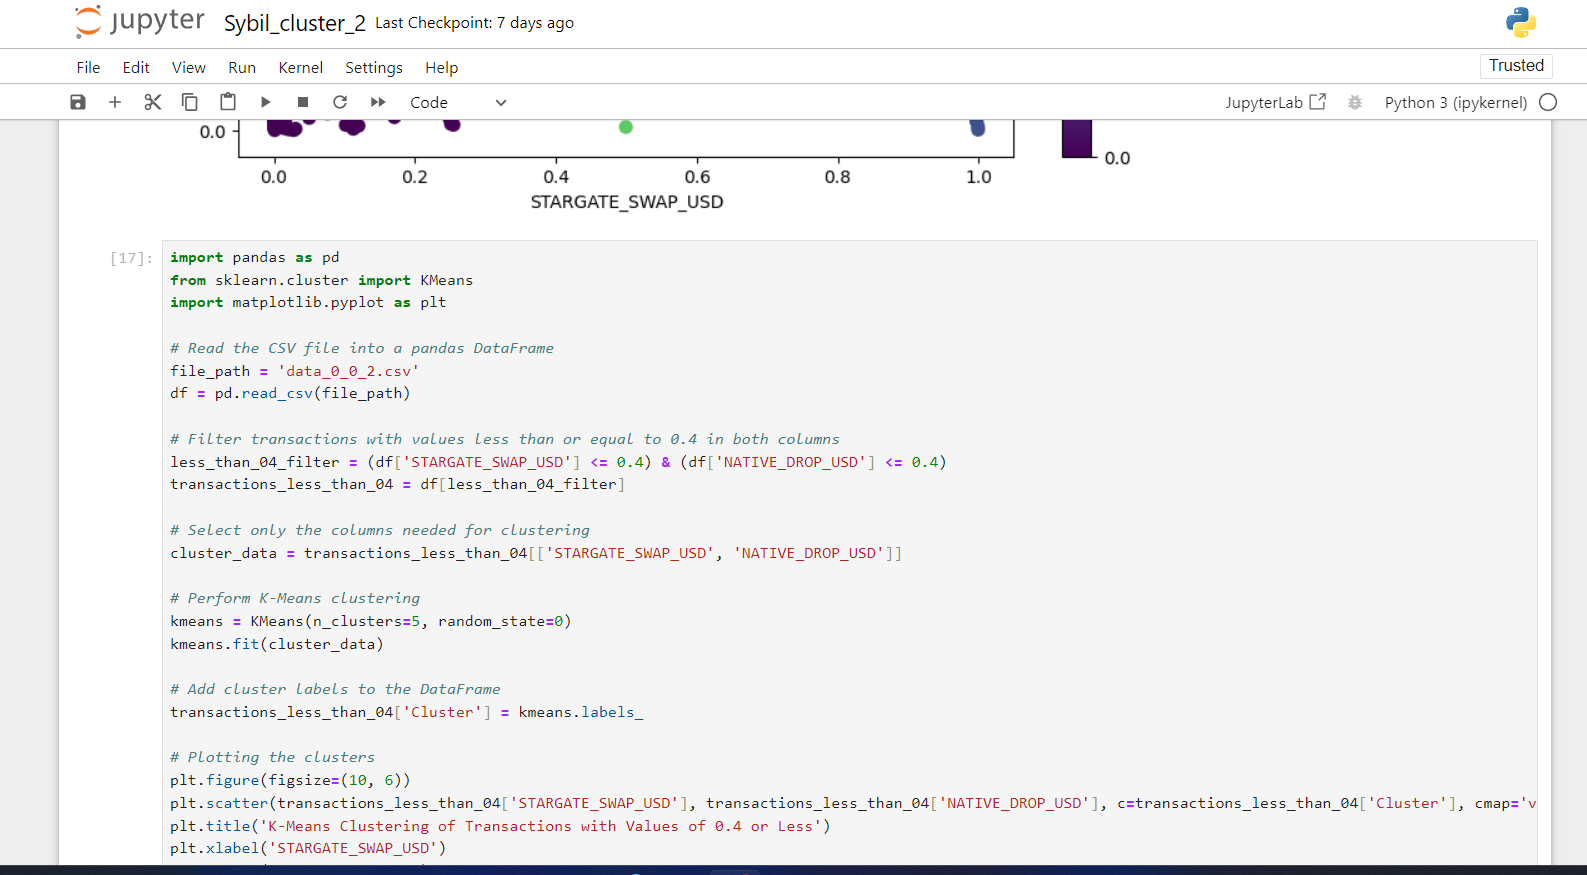 jupyter Sybil_cluster_2 Last Checkpoint: 7 days ago
File Edit View Run Kernel Settings Help Trusted
Code JupyterLab Python 3 (ipykernel)
0.0
0.0
0.0 0.2 0.4 0.6 0.8 1.0
STARGATE_SWAP_USD
[17]:
import pandas as pd
from sklearn.cluster import KMeans
import matplotlib.pyplot as plt
# Read the CSV file into a pandas DataFrame
file_path = 'data_0_0_2.csv'
df = pd.read_csv(file_path)
# Filter transactions with values less than or equal to 0.4 in both columns
less_than_04_filter = (df['STARGATE_SWAP_USD'] <= 0.4) & (df['NATIVE_DROP_USD'] <= 0.4)
transactions_less_than_04 = df[less_than_04_filter]
# Select only the columns needed for clustering
cluster_data = transactions_less_than_04[['STARGATE_SWAP_USD', 'NATIVE_DROP_USD']]
# Perform K-Means clustering
kmeans = KMeans(n_clusters=5, random_state=0)
kmeans.fit(cluster_data)
# Add cluster labels to the DataFrame
transactions_less_than_04['Cluster'] = kmeans.labels_
# Plotting the clusters
plt.figure(figsize=(10, 6))
plt.scatter(transactions_less_than_04['STARGATE_SWAP_USD'], transactions_less_than_04['NATIVE_DROP_USD'], c=transactions_less_than_04['Cluster'], cmap='v
plt.title('K-Means Clustering of Transactions with Values of 0.4 or Less')
plt.xlabel('STARGATE_SWAP_USD')